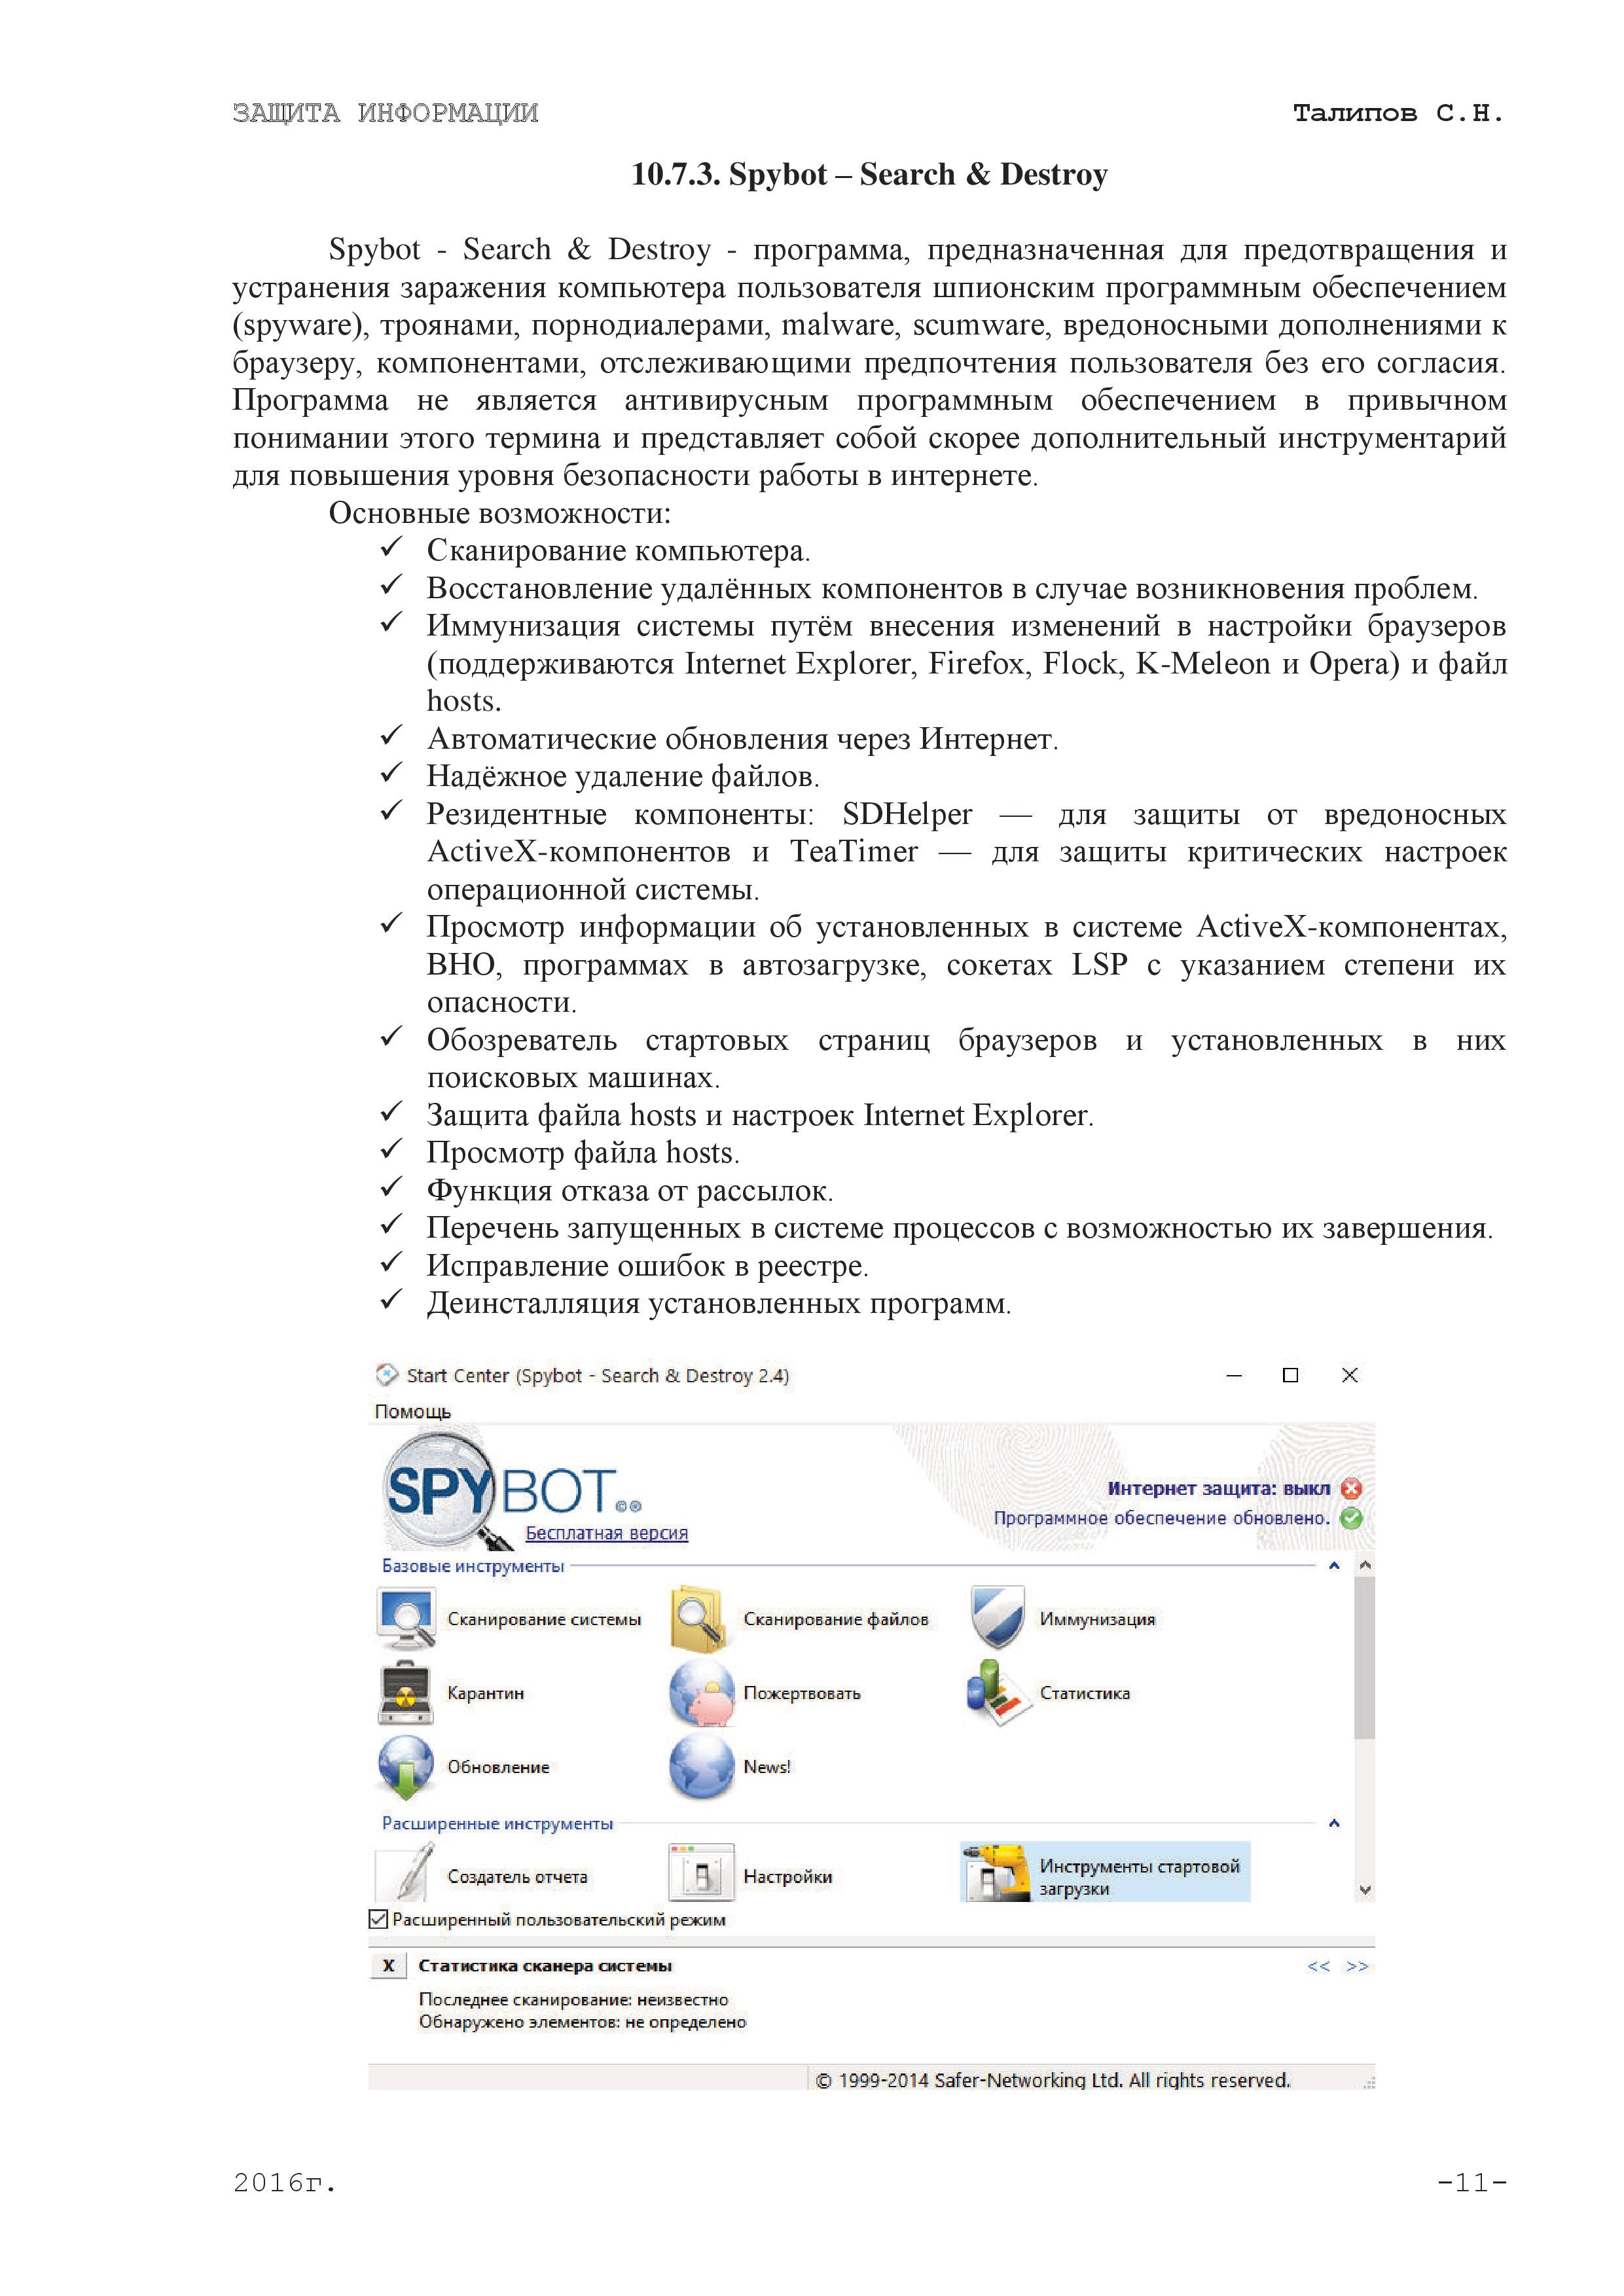 ЗАЩИТА ИНФОРМАЦИИ
Талипов С.Н.
10.7.3. Spybot – Search & Destroy
Spybot - Search & Destroy - программа, предназначенная для предотвращения и
устранения заражения компьютера пользователя шпионским программным обеспечением
(spyware), троянами, порнодиалерами, malware, scumware, вредоносными дополнениями к
браузеру, компонентами, отслеживающими предпочтения пользователя без его согласия.
Программа не является антивирусным программным обеспечением в привычном
понимании этого термина и представляет собой скорее дополнительный инструментарий
для повышения уровня безопасности работы в интернете.
Основные возможности:
✓ Сканирование компьютера.
✓ Восстановление удалённых компонентов в случае возникновения проблем.
✓ Иммунизация системы путём внесения изменений в настройки браузеров
(поддерживаются Internet Explorer, Firefox, Flock, K-Meleon и Opera) и файл
hosts.
✓ Автоматические обновления через Интернет.
✓ Надёжное удаление файлов.
✓ Резидентные компоненты: SDHelper — для защиты от вредоносных
ActiveX-компонентов и TeaTimer — для защиты критических настроек
операционной системы.
✓ Просмотр информации об установленных в системе ActiveX-компонентах,
BHO, программах в автозагрузке, сокетах LSP с указанием степени их
опасности.
✓ Обозреватель стартовых страниц браузеров и установленных в них
поисковых машинах.
✓ Защита файла hosts и настроек Internet Explorer.
✓ Просмотр файла hosts.
✓ Функция отказа от рассылок.
✓ Перечень запущенных в системе процессов с возможностью их завершения.
✓ Исправление ошибок в реестре.
✓ Деинсталляция установленных программ.
Start Center (Spybot - Search & Destroy 2.4)
Помощь
SPYBOT ©®
Бесплатная версия
Интернет защита: выкл
Программное обеспечение обновлено.
Базовые инструменты
Сканирование системы
Сканирование файлов
Иммунизация
Карантин
Пожертвовать
Статистика
Обновление
News!
Расширенные инструменты
Создатель отчета
Настройки
Инструменты стартовой
загрузки
Расширенный пользовательский режим
X Статистика сканера системы << >>
Последнее сканирование: неизвестно
Обнаружено элементов: не определено
© 1999-2014 Safer-Networking Ltd. All rights reserved.
2016г.
-11-